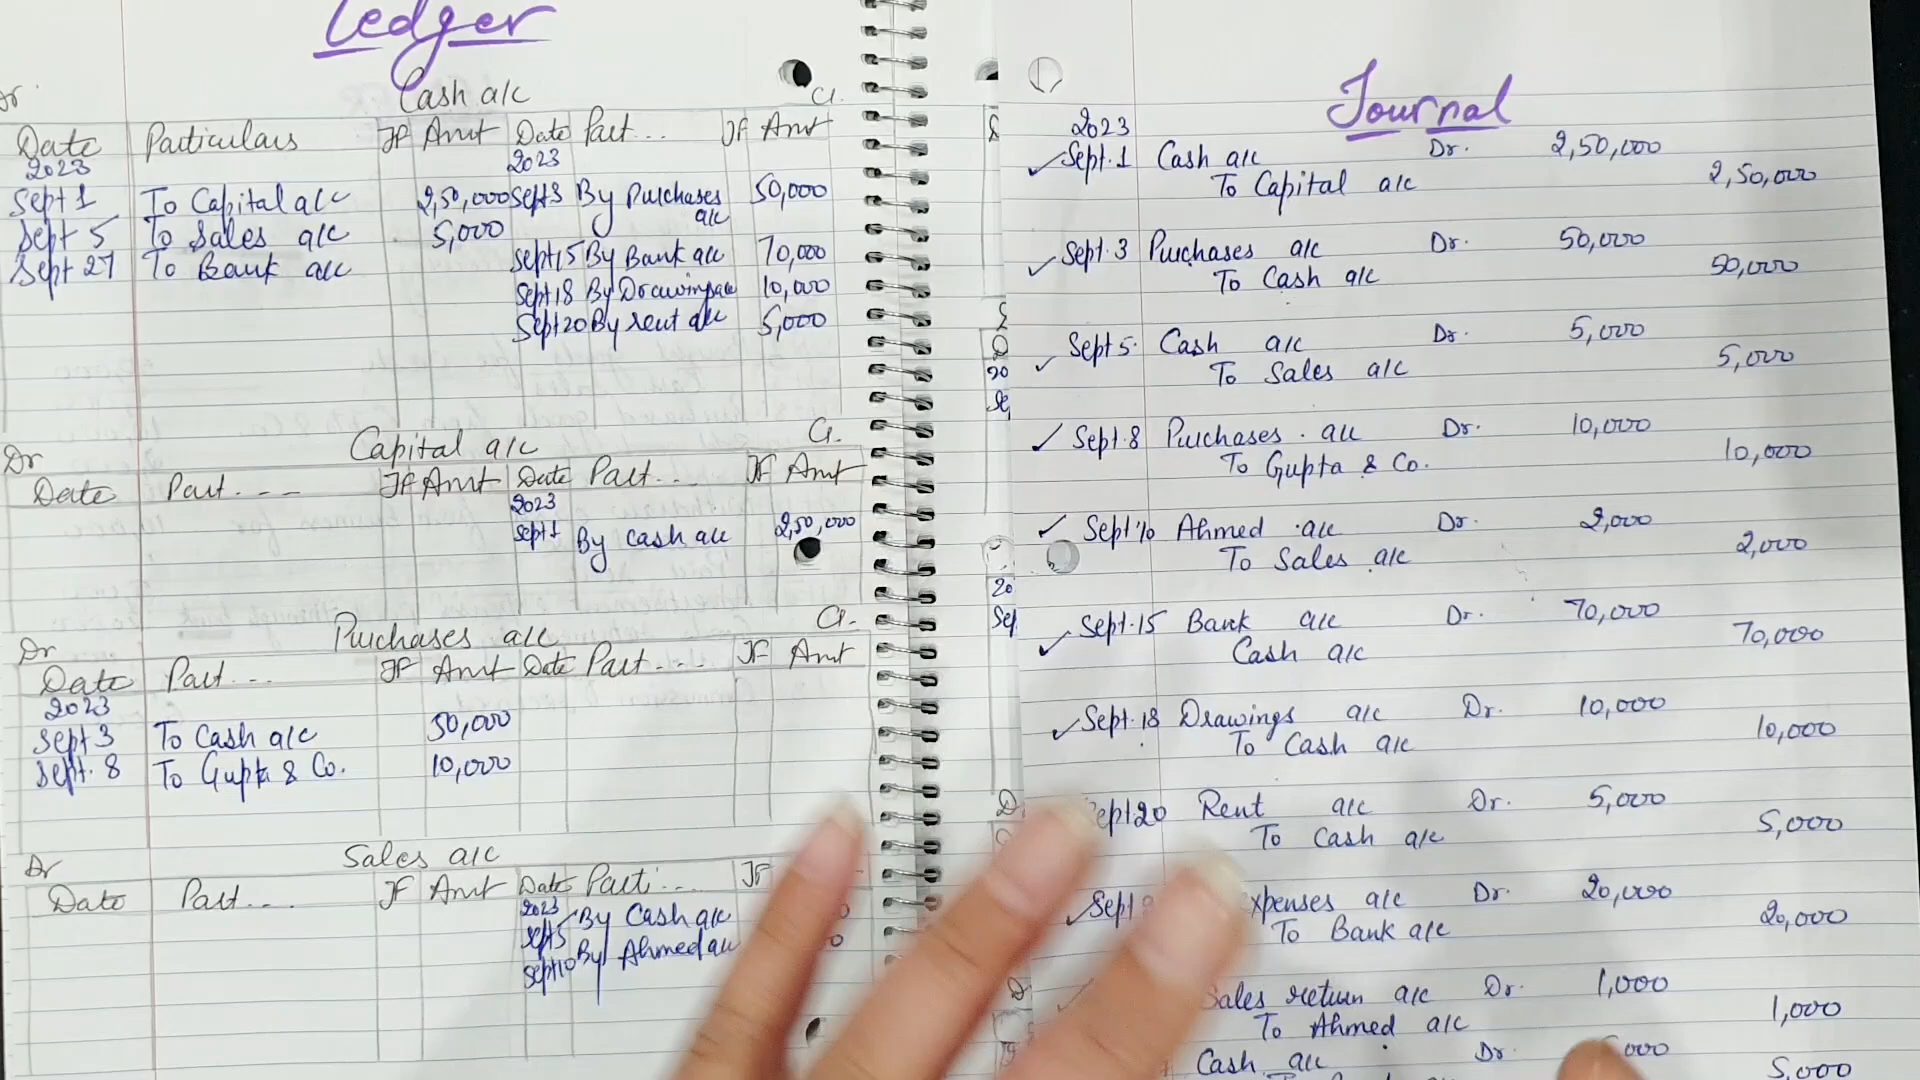 Ledger
Dr. Cash a/c Cr.
Date Particulars JF Amt Date Part... JF Amt
2023 2023
Sept 1 To Capital a/c 2,50,000 Sept 3 By Purchases a/c 50,000
Sept 5 To Sales a/c 5,000
Sept 27 To Bank a/c Sept 15 By Bank a/c 70,000
Sept 18 By Drawings a/c 10,000
Sept 20 By rent a/c 5,000
Dr Capital a/c Cr.
Date Part... JF Amt Date Part... JF Amt
2023
Sept 1 By cash a/c 2,50,000
Dr Purchases a/c Cr.
Date Part... JF Amt Date Part... JF Amt
2023
Sept 3 To Cash a/c 50,000
Sept. 8 To Gupta & Co. 10,000
Dr Sales a/c
Date Part... JF Amt Date Parti... JF
2023
Sept 5 By Cash a/c
Sept 10 By Ahmed a/c
Journal
2023
Sept. 1 Cash a/c Dr. 2,50,000
To Capital a/c 2,50,000
Sept. 3 Purchases a/c Dr. 50,000
To Cash a/c 50,000
Sept 5. Cash a/c Dr. 5,000
To Sales a/c 5,000
Sept. 8 Purchases a/c Dr. 10,000
To Gupta & Co. 10,000
Sept. 10 Ahmed a/c Dr. 2,000
To Sales a/c 2,000
Sept. 15 Bank a/c Dr. 70,000
Cash a/c 70,000
Sept. 18 Drawings a/c Dr. 10,000
To Cash a/c 10,000
Sept. 20 Rent a/c Dr. 5,000
To Cash a/c 5,000
Sept xpenses a/c Dr. 20,000
To Bank a/c 20,000
Sales return a/c Dr. 1,000
To Ahmed a/c 1,000
Cash a/c Dr. 5,000